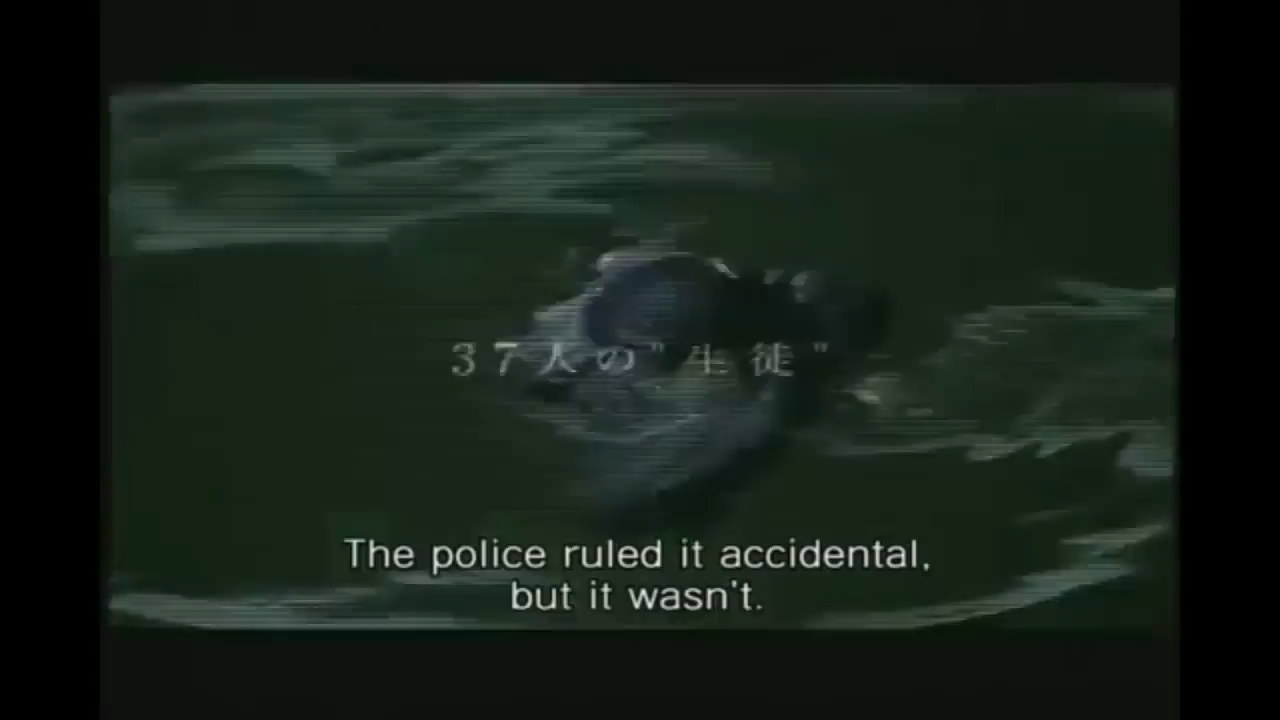 37人の"生徒"
The police ruled it accidental,
but it wasn't.